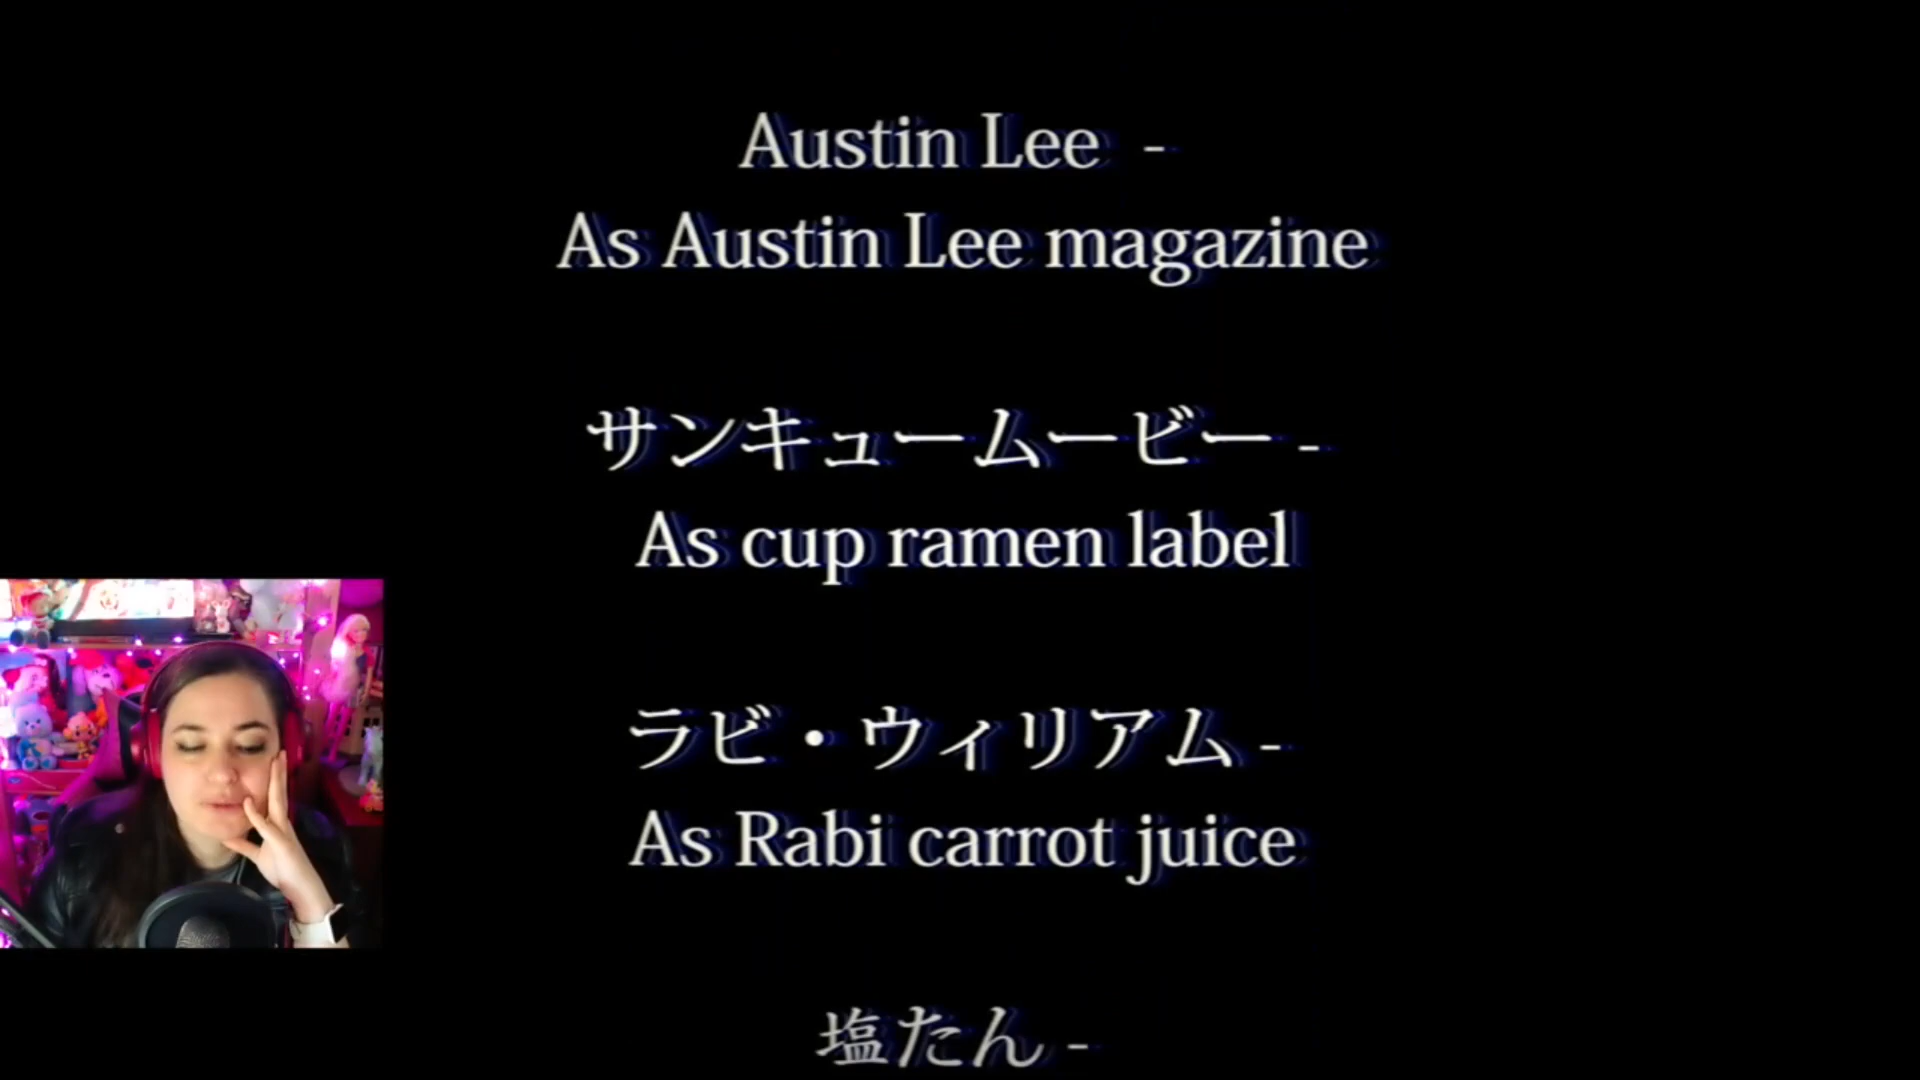 Austin Lee -
As Austin Lee magazine
サンキュームービー -
As cup ramen label
ラビ・ウィリアム -
As Rabi carrot juice
塩たん -